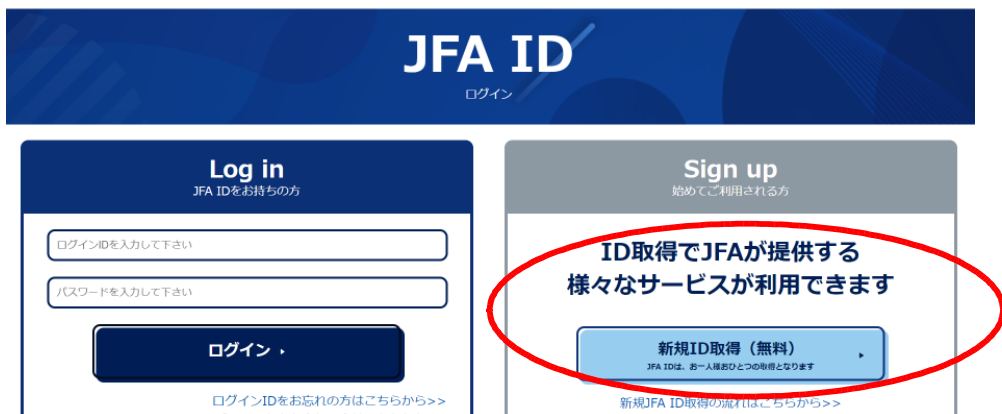 JFA ID
ログイン
Log in
JFA IDをお持ちの方
ログインIDを入力して下さい
パスワードを入力して下さい
ログイン
ログインIDをお忘れの方はこちらから>>
Sign up
始めてご利用される方
ID取得でJFAが提供する
様々なサービスが利用できます
新規ID取得（無料）
JFA IDは、お一人様おひとつの取得となります
新規JFA ID取得の流れはこちらから>>